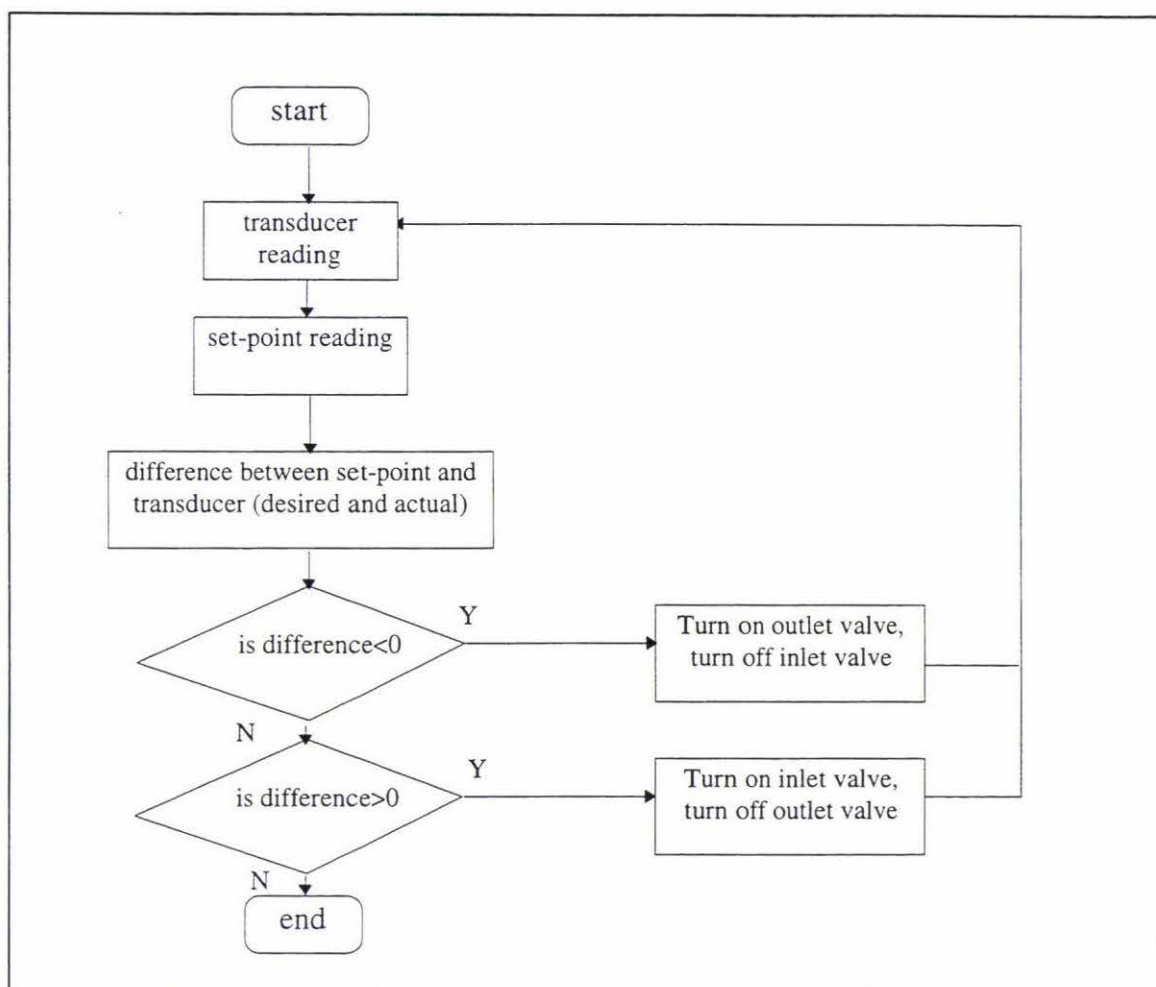 start
transducer
reading
set-point reading
difference between set-point and
transducer (desired and actual)
is difference<0
Y
Turn on outlet valve,
turn off inlet valve
N
is difference>0
Y
Turn on inlet valve,
turn off outlet valve
N
end